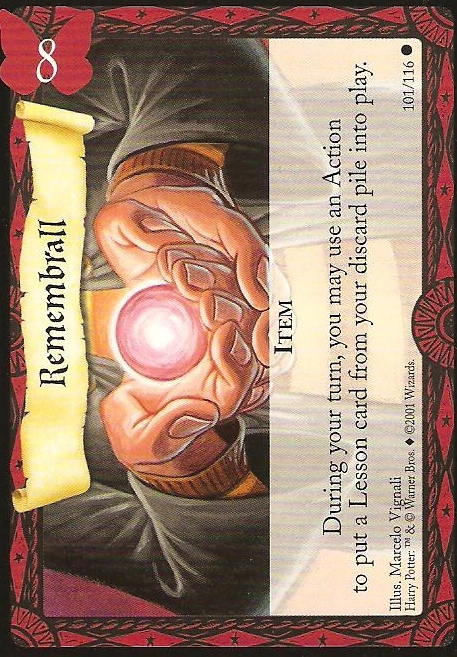 8
Remembrall
ITEM
During your turn, you may use an Action
to put a Lesson card from your discard pile into play.
Illus. Marcelo Vignali
Harry Potter: ™ & © Warner Bros. ◆ ©2001 Wizards.
101/116 ●